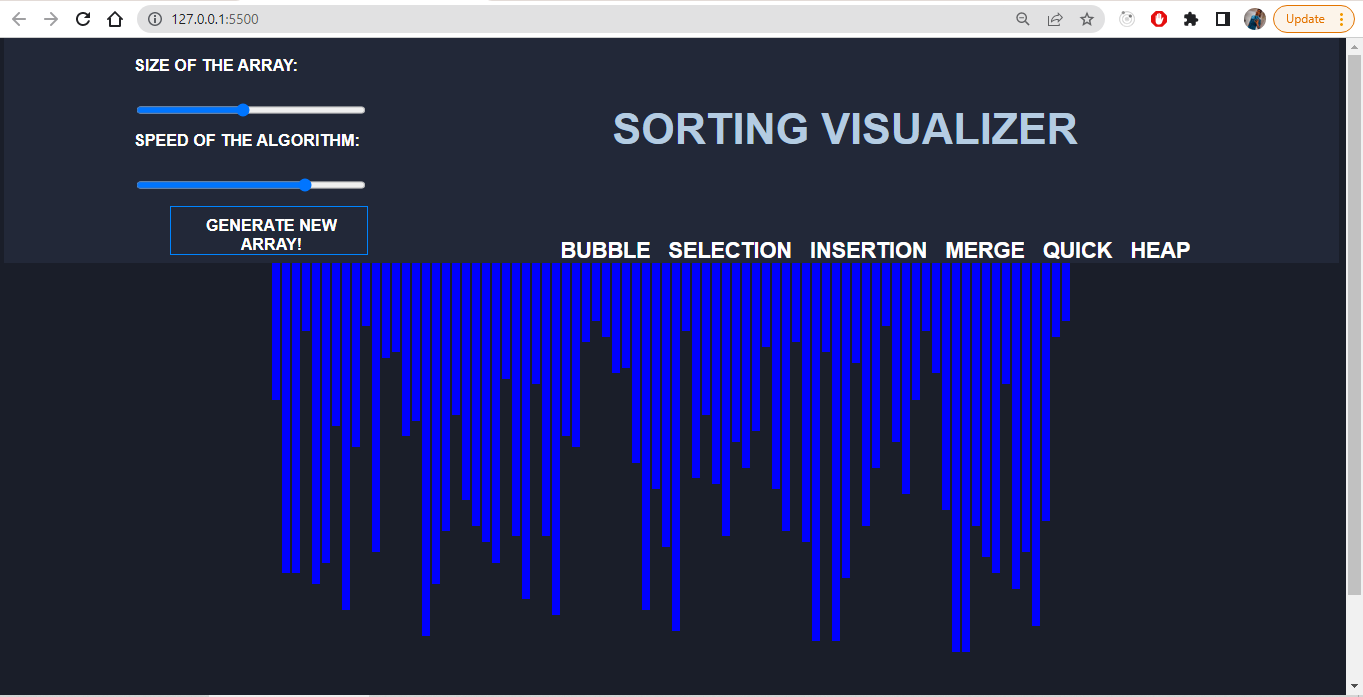 127.0.0.1:5500
Update
SIZE OF THE ARRAY:
SORTING VISUALIZER
SPEED OF THE ALGORITHM:
GENERATE NEW
ARRAY!
BUBBLE SELECTION INSERTION MERGE QUICK HEAP